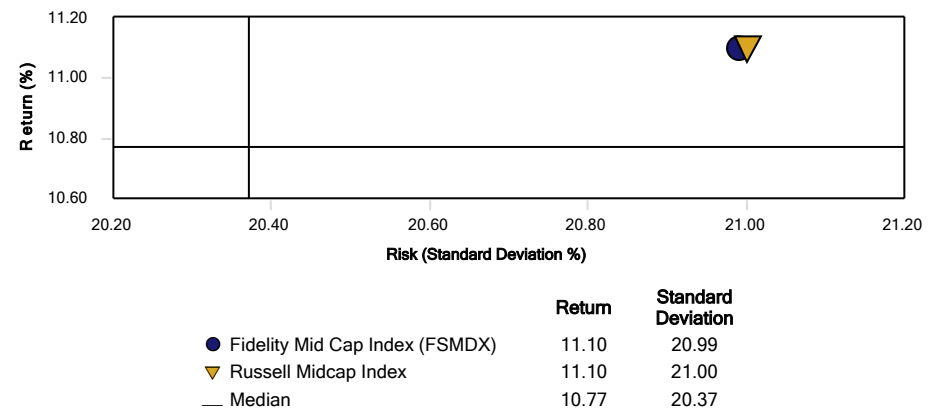 11.20
11.00
10.80
10.60
Return (%)
20.20 20.40 20.60 20.80 21.00 21.20
Risk (Standard Deviation %)
Return Standard Deviation
Fidelity Mid Cap Index (FSMDX) 11.10 20.99
Russell Midcap Index 11.10 21.00
Median 10.77 20.37